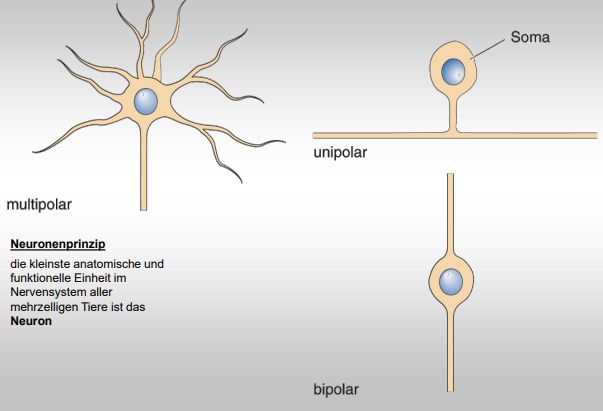 Soma
unipolar
multipolar
Neuronenprinzip
die kleinste anatomische und
funktionelle Einheit im
Nervensystem aller
mehrzelligen Tiere ist das
Neuron
bipolar